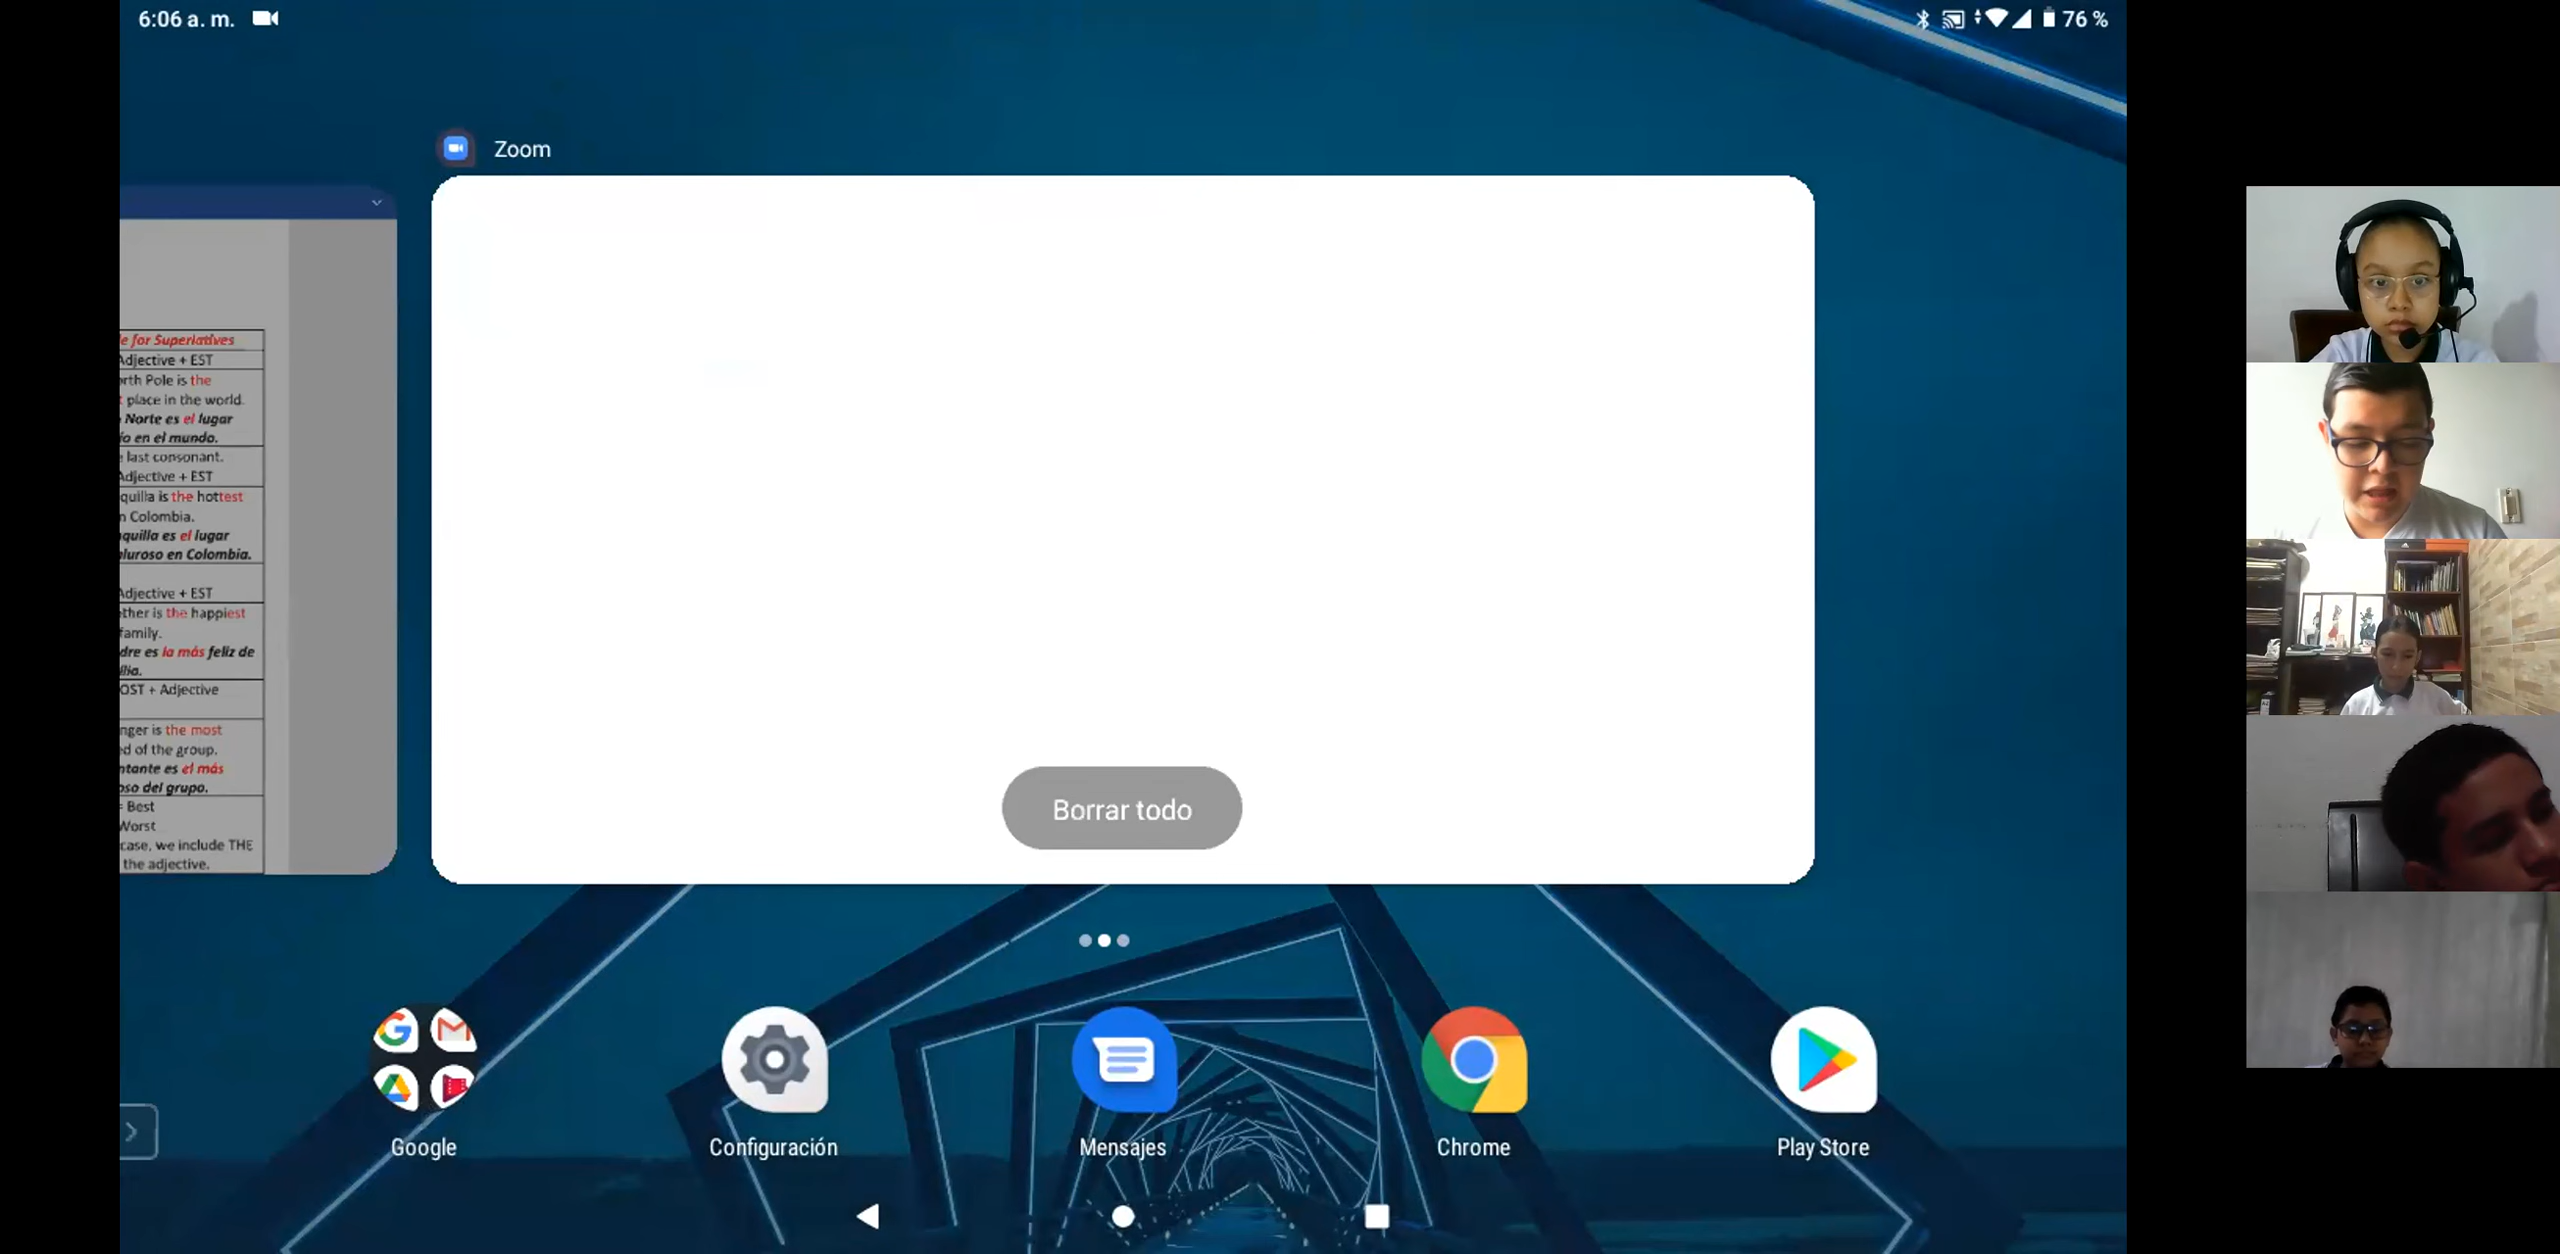 6:06 a. m.
76 %
Zoom
e for Superlatives
Adjective + EST
rth Pole is the
t place in the world.
Norte es el lugar
ío en el mundo.
last consonant.
Adjective + EST
quilla is the hottest
n Colombia.
quilla es el lugar
luroso en Colombia.
Adjective + EST
ther is the happiest
family.
dre es la más feliz de
ilia.
OST + Adjective
nger is the most
ed of the group.
ntante es el más
oso del grupo.
= Best
Worst
case, we include THE
the adjective.
Borrar todo
Google
Configuración
Mensajes
Chrome
Play Store